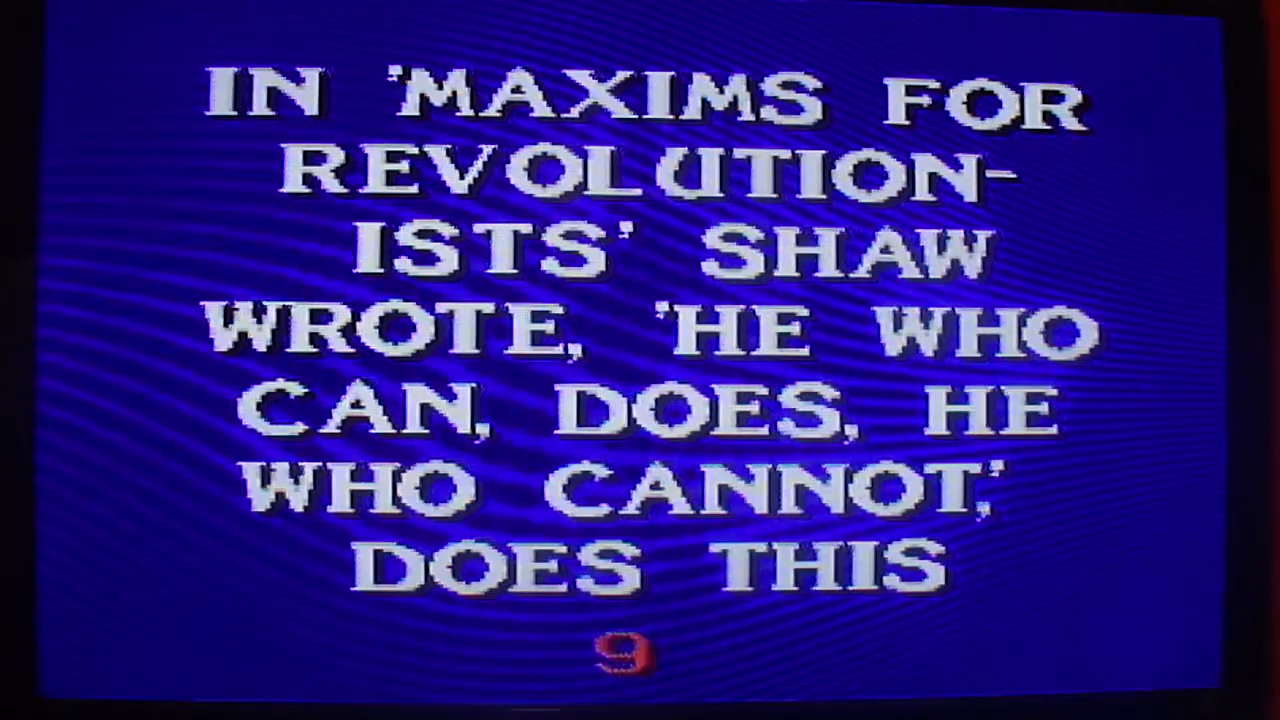 IN 'MAXIMS FOR
REVOLUTION-
ISTS' SHAW
WROTE, 'HE WHO
CAN, DOES, HE
WHO CANNOT,'
DOES THIS
9